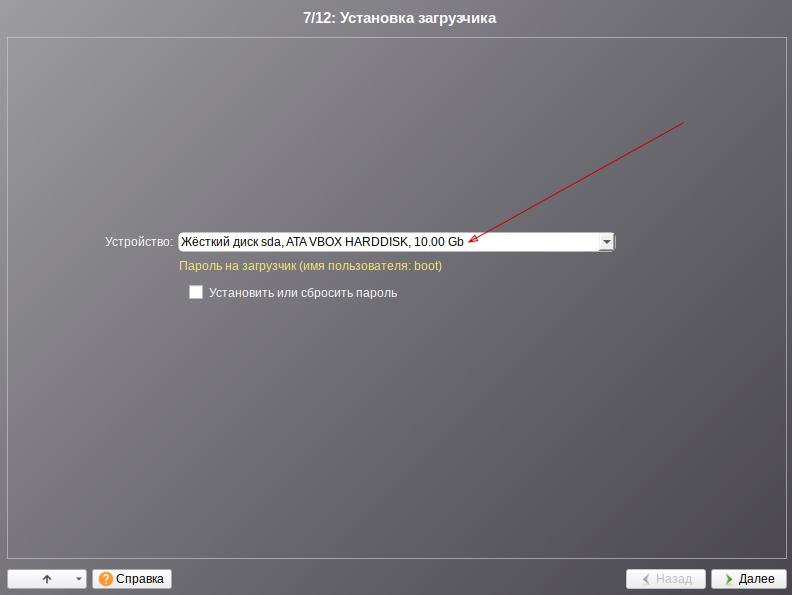 7/12: Установка загрузчика
Устройство: Жёсткий диск sda, ATA VBOX HARDDISK, 10.00 Gb
Пароль на загрузчик (имя пользователя: boot)
Установить или сбросить пароль
Справка Назад Далее